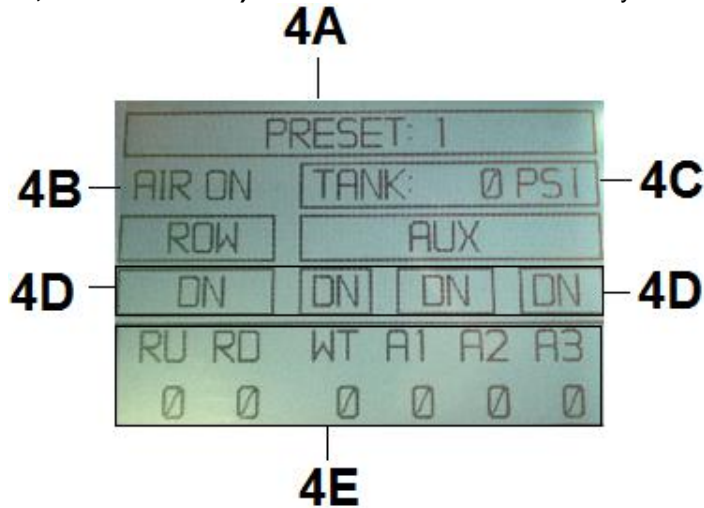 4A
PRESET: 1
4B AIR ON TANK: 0 PSI 4C
ROW AUX
4D DN DN DN DN 4D
RU RD WT A1 A2 A3
0 0 0 0 0 0
4E